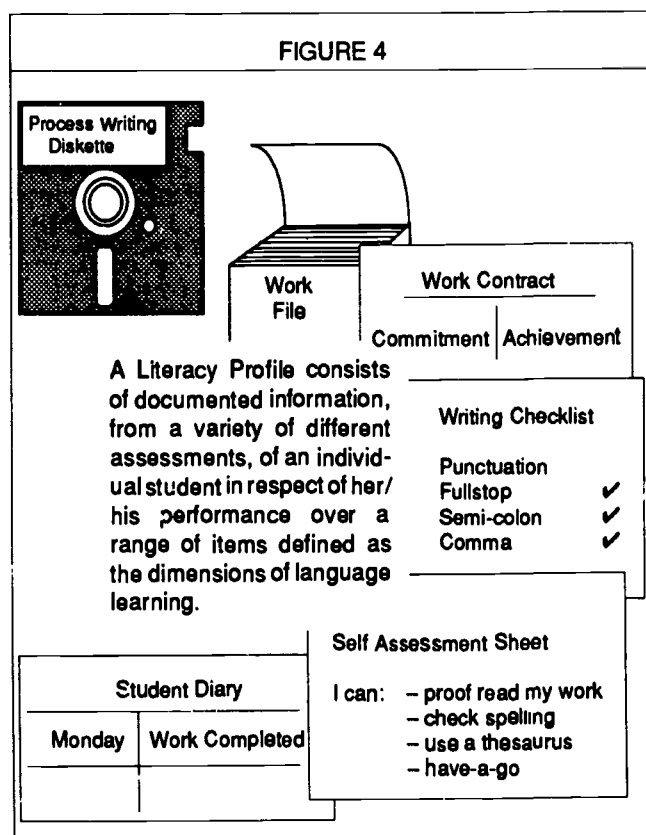 FIGURE 4
Process Writing
Diskette
Work
File
Work Contract
Commitment Achievement
A Literacy Profile consists
of documented information,
from a variety of different
assessments, of an individ-
ual student in respect of her/
his performance over a
range of items defined as
the dimensions of language
learning.
Writing Checklist
Punctuation
Fullstop ✔
Semi-colon ✔
Comma ✔
Self Assessment Sheet
I can: – proof read my work
– check spelling
– use a thesaurus
– have-a-go
Student Diary
Monday Work Completed